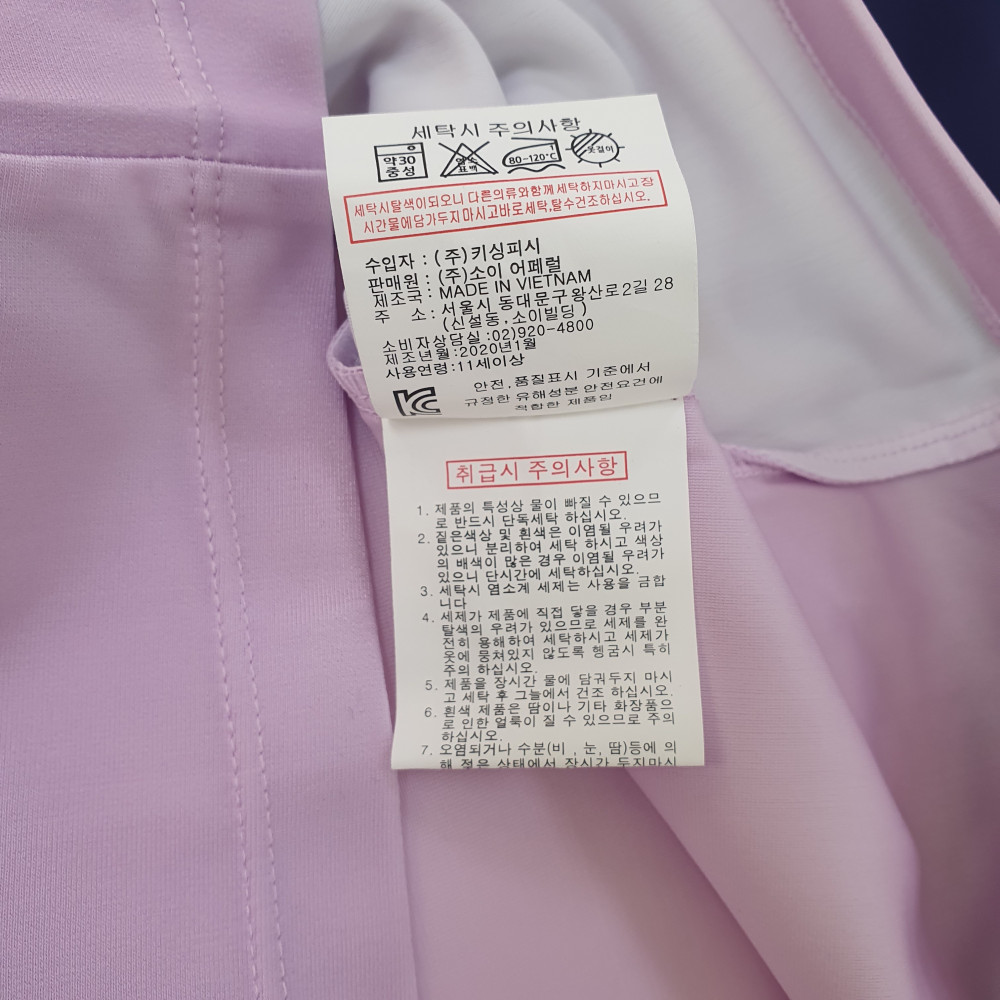 세탁시 주의사항
약30
중성
염소
표백
80-120℃
옷걸이
세탁시탈색이되오니 다른의류와함께세탁하지마시고장
시간물에담가두지마시고바로세탁,탈수건조하십시오.
수입자 : (주)키싱피시
판매원 : (주)소이 어페럴
제조국 : MADE IN VIETNAM
주 소 : 서울시 동대문구왕산로2길 28
(신설동,소이빌딩)
소비자상담실:02)920-4800
제조년월:2020년1월
사용연령:11세이상
안전.품질표시 기준에서
규정한 유해성분 안전요건에
적합한 제품임
취급시 주의사항
1. 제품의 특성상 물이 빠질 수 있으므
로 반드시 단독세탁 하십시오.
2. 짙은색상 및 흰색은 이염될 우려가
있으니 분리하여 세탁 하시고 색상
의 배색이 많은 경우 이염될 우려가
있으니 단시간에 세탁하십시오.
3. 세탁시 염소계 세제는 사용을 금합
니다
4. 세제가 제품에 직접 닿을 경우 부분
탈색의 우려가 있으므로 세제를 완
전히 용해하여 세탁하시고 세제가
옷에 뭉쳐있지 않도록 헹굼시 특히
주의 하십시오.
5. 제품을 장시간 물에 담궈두지 마시
고 세탁 후 그늘에서 건조 하십시오.
6. 흰색 제품은 땀이나 기타 화장품으
로 인한 얼룩이 질 수 있으므로 주의
하십시오.
7. 오염되거나 수분(비 , 눈, 땀)등에 의
해 젖은 상태에서 장시간 두지마시